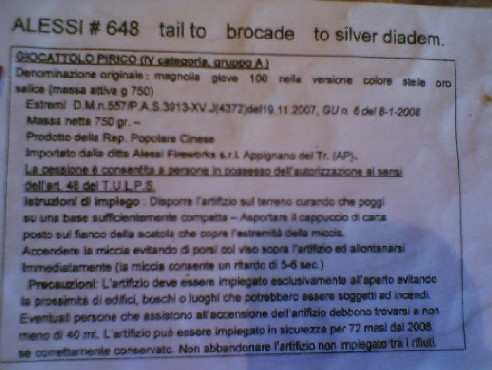 ALESSI # 648 tail to brocade to silver diadem.
GIOCATTOLO PIRICO (IV categoria, gruppo A)
Denominazione originale : magnolia giove 100 nella versione colore stelle oro
salice (massa attiva g 750)
Estremi D.M.n.557/P.A.S.3913-XV.J(4372)del19.11.2007, GU n. 6 del 8-1-2008
Massa netta 750 gr. –
Prodotto della Rep. Popolare Cinese
Importato dalla ditta Alessi Fireworks s.r.l. Appignano del Tr. (AP).
La cessione è consentita a persone in possesso dell'autorizzazione ai sensi
dell'art. 48 del T.U.L.P.S.
Istruzioni di impiego : Disporre l'artifizio sul terreno curando che poggi
su una base sufficientemente compatta – Asportare il cappuccio di carta
posto sul fianco della scatola che copre l'estremità della miccia.
Accendere la miccia evitando di porsi col viso sopra l'artifizio ed allontanarsi
immediatamente (la miccia consente un ritardo di 5-6 sec.)
Precauzioni: L'artifizio deve essere impiegato esclusivamente all'aperto evitando
la prossimità di edifici, boschi o luoghi che potrebbero essere soggetti ad incendi.
Eventuali persone che assistono all'accensione dell'artifizio debbono trovarsi a non
meno di 40 mt. L'artifizio può essere impiegato in sicurezza per 72 mesi dal 2008
se correttamente conservato. Non abbandonare l'artifizio non impiegato tra i rifiuti